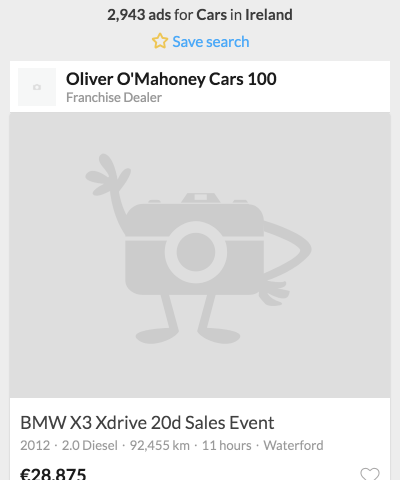 2,943 ads for Cars in Ireland
Save search
Oliver O'Mahoney Cars 100
Franchise Dealer
BMW X3 Xdrive 20d Sales Event
2012 · 2.0 Diesel · 92,455 km · 11 hours · Waterford
€28,875